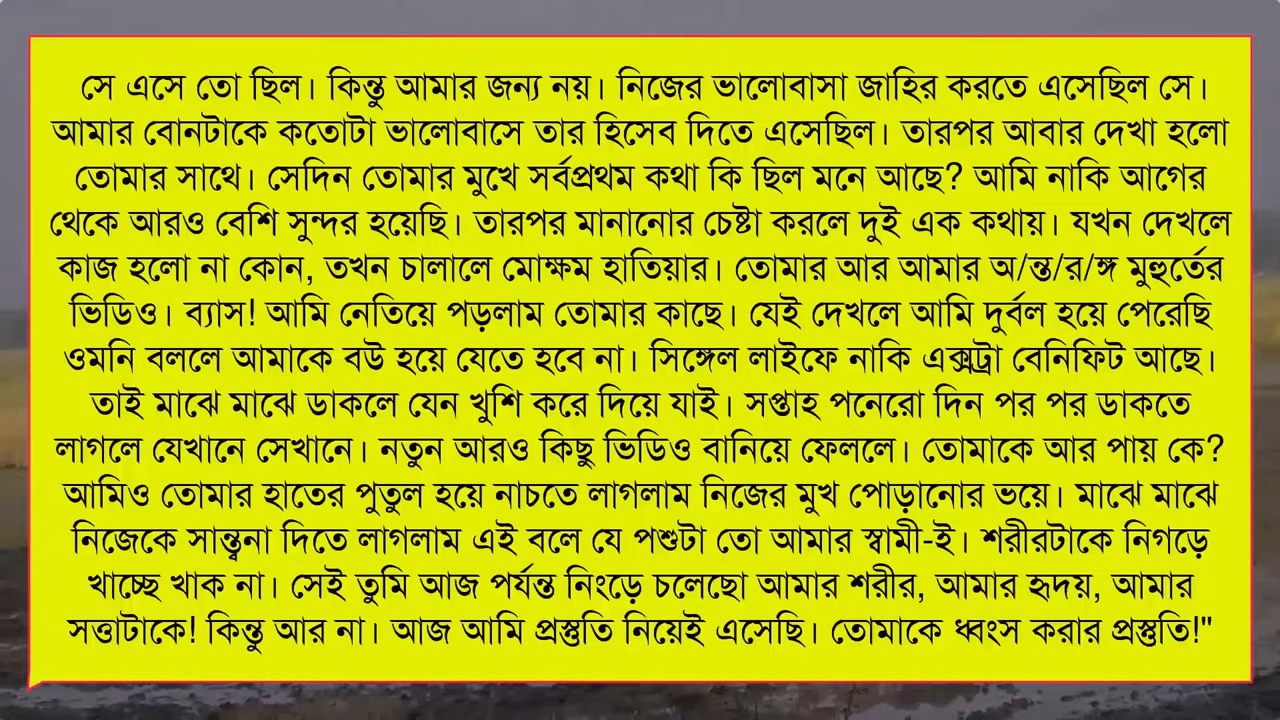 সে এসে তো ছিল। কিন্তু আমার জন্য নয়। নিজের ভালোবাসা জাহির করতে এসেছিল সে।
আমার বোনটাকে কতোটা ভালোবাসে তার হিসেব দিতে এসেছিল। তারপর আবার দেখা হলো
তোমার সাথে। সেদিন তোমার মুখে সর্বপ্রথম কথা কি ছিল মনে আছে? আমি নাকি আগের
থেকে আরও বেশি সুন্দর হয়েছি। তারপর মানানোর চেষ্টা করলে দুই এক কথায়। যখন দেখলে
কাজ হলো না কোন, তখন চালালে মোক্ষম হাতিয়ার। তোমার আর আমার অ/ন্ত/র/ঙ্গ মুহুর্তের
ভিডিও। ব্যাস! আমি নেতিয়ে পড়লাম তোমার কাছে। যেই দেখলে আমি দুর্বল হয়ে পেরেছি
ওমনি বললে আমাকে বউ হয়ে যেতে হবে না। সিঙ্গেল লাইফে নাকি এক্সট্রা বেনিফিট আছে।
তাই মাঝে মাঝে ডাকলে যেন খুশি করে দিয়ে যাই। সপ্তাহ পনেরো দিন পর পর ডাকতে
লাগলে যেখানে সেখানে। নতুন আরও কিছু ভিডিও বানিয়ে ফেললে। তোমাকে আর পায় কে?
আমিও তোমার হাতের পুতুল হয়ে নাচতে লাগলাম নিজের মুখ পোড়ানোর ভয়ে। মাঝে মাঝে
নিজেকে সান্ত্বনা দিতে লাগলাম এই বলে যে পশুটা তো আমার স্বামী-ই। শরীরটাকে নিগড়ে
খাচ্ছে খাক না। সেই তুমি আজ পর্যন্ত নিংড়ে চলেছো আমার শরীর, আমার হৃদয়, আমার
সত্তাটাকে! কিন্তু আর না। আজ আমি প্রস্তুতি নিয়েই এসেছি। তোমাকে ধ্বংস করার প্রস্তুতি!"